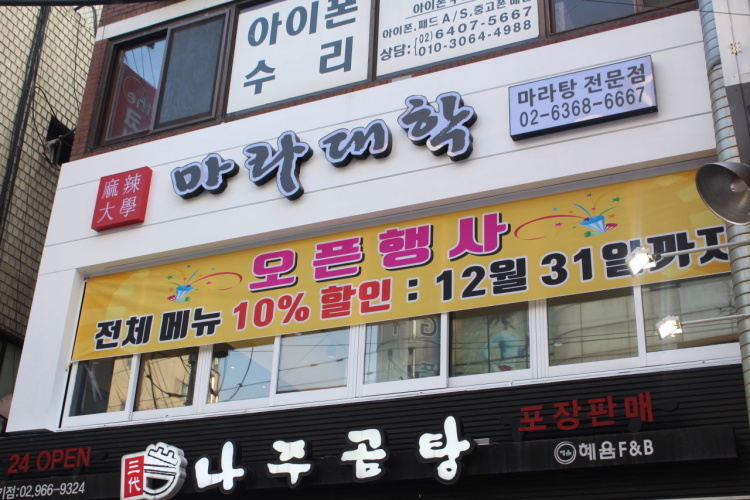 아이폰
수리
아이폰.패드 A/S.중고폰
상담: (02) 6407-5667
010-3064-4988
마라탕 전문점
02-6368-6667
麻辣
大學
마라대학
오픈행사
전체 메뉴 10% 할인 : 12월 31일까지
24 OPEN
02,966-9324
三代
나주곰탕
포장판매
혜윰F&B